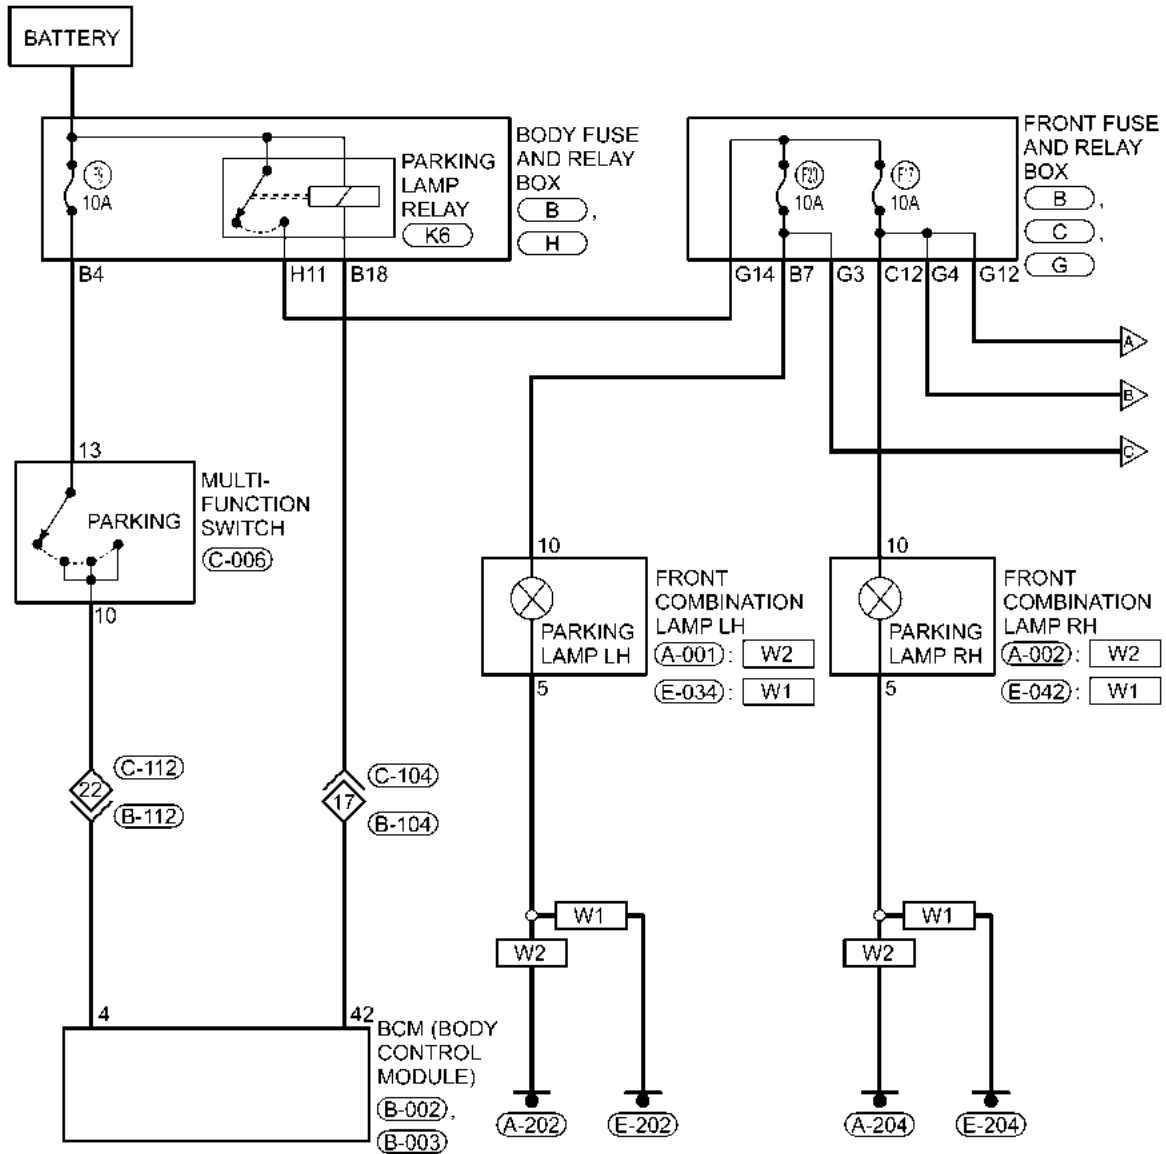 BATTERY
BODY FUSE
AND RELAY
BOX
B,
H
PARKING
LAMP
RELAY
K6
10A
B4
H11
B18
FRONT FUSE
AND RELAY
BOX
B,
C,
G
F20
10A
F17
10A
G14
B7
G3
C12
G4
G12
A
B
C
13
MULTI-
FUNCTION
SWITCH
C-006
PARKING
10
10
FRONT
COMBINATION
LAMP LH
A-001: W2
E-034: W1
PARKING
LAMP LH
5
10
FRONT
COMBINATION
LAMP RH
A-002: W2
E-042: W1
PARKING
LAMP RH
5
C-112
22
B-112
C-104
17
B-104
W1
W2
W1
W2
4
42
BCM (BODY
CONTROL
MODULE)
B-002,
B-003
A-202
E-202
A-204
E-204